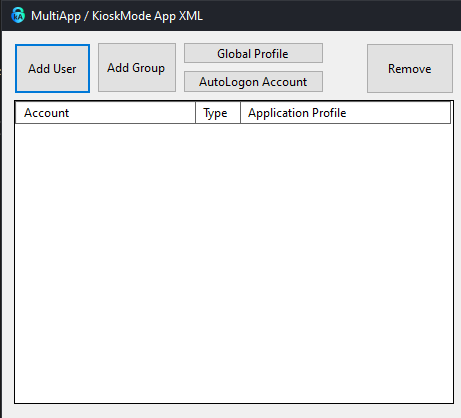 MultiApp / KioskMode App XML
Add User
Add Group
Global Profile
AutoLogon Account
Remove
Account Type Application Profile